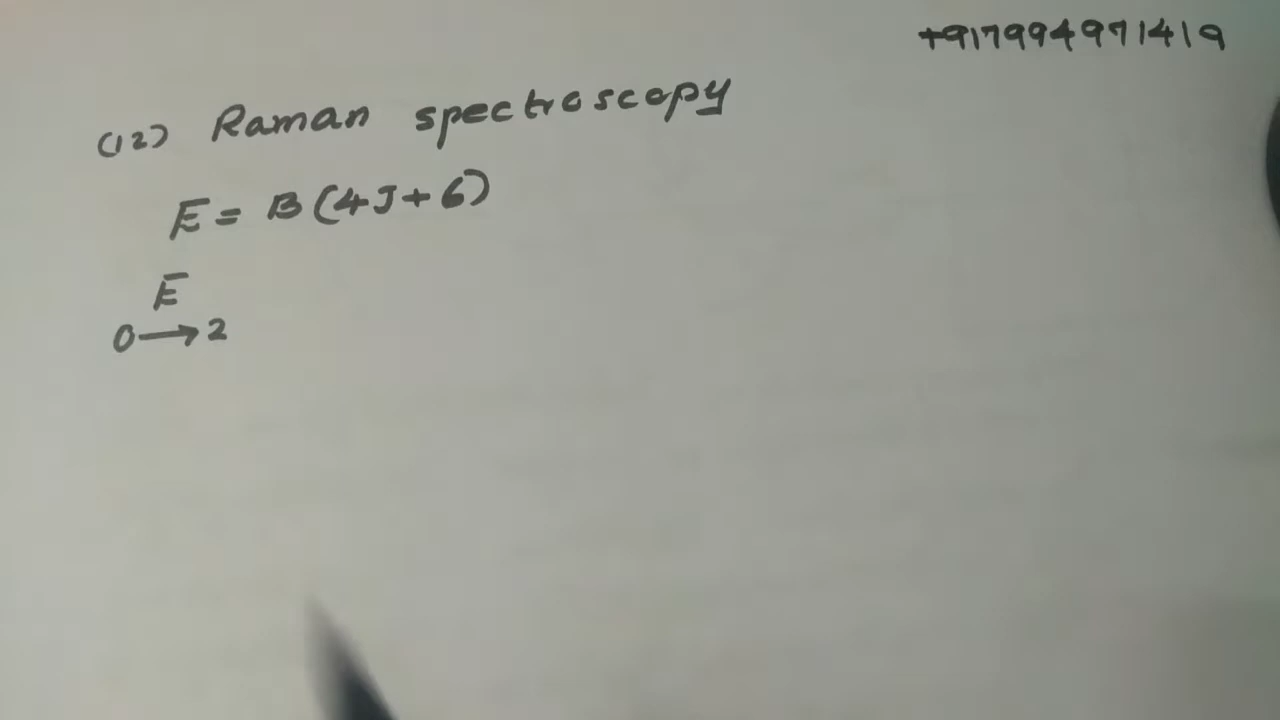 +917994971419
(12) Raman spectroscopy
E = B(4J+6)
E
0→2